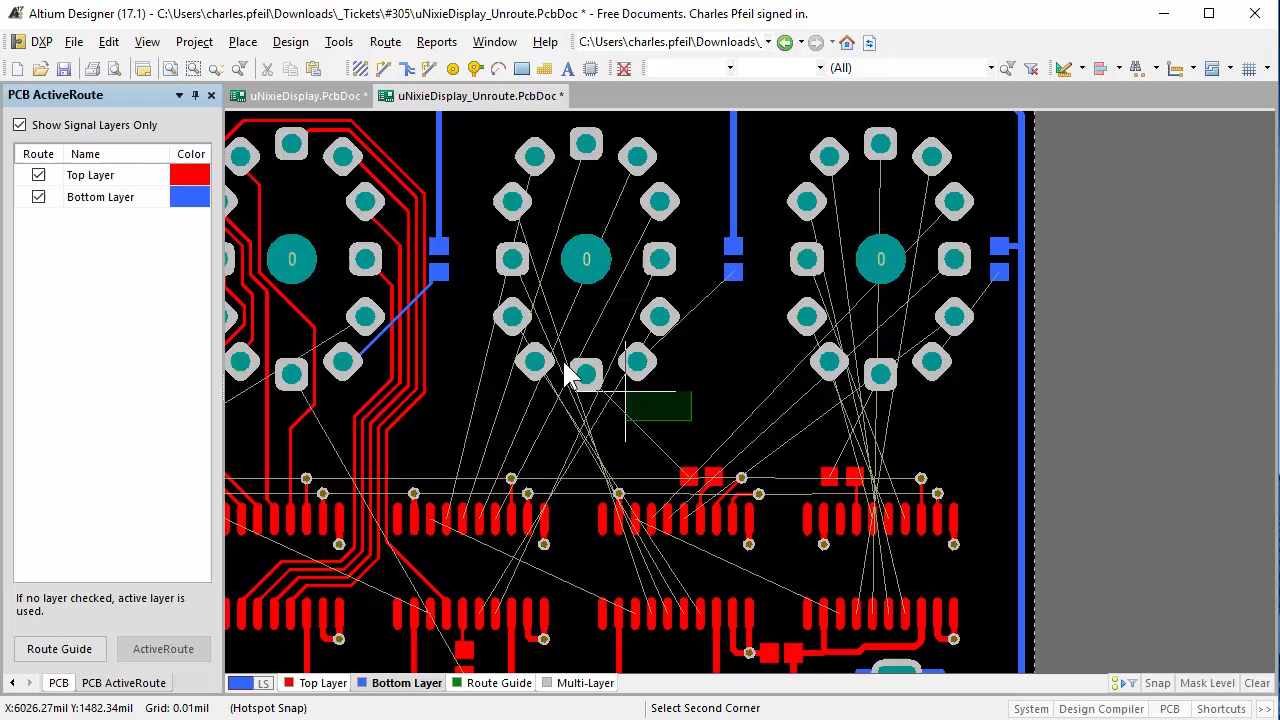 Altium Designer (17.1) - C:\Users\charles.pfeil\Downloads\_Tickets\#305\uNixieDisplay_Unroute.PcbDoc * - Free Documents. Charles Pfeil signed in.
DXP File Edit View Project Place Design Tools Route Reports Window Help C:\Users\charles.pfeil\Downloads\_
(All)
PCB ActiveRoute
uNixieDisplay.PcbDoc * uNixieDisplay_Unroute.PcbDoc *
Show Signal Layers Only
Route Name Color
Top Layer
Bottom Layer
0 0 0
If no layer checked, active layer is
used.
Route Guide ActiveRoute
PCB PCB ActiveRoute
LS Top Layer Bottom Layer Route Guide Multi-Layer Snap Mask Level Clear
X:6026.27mil Y:1482.34mil Grid: 0.01mil (Hotspot Snap) Select Second Corner System Design Compiler PCB Shortcuts >>